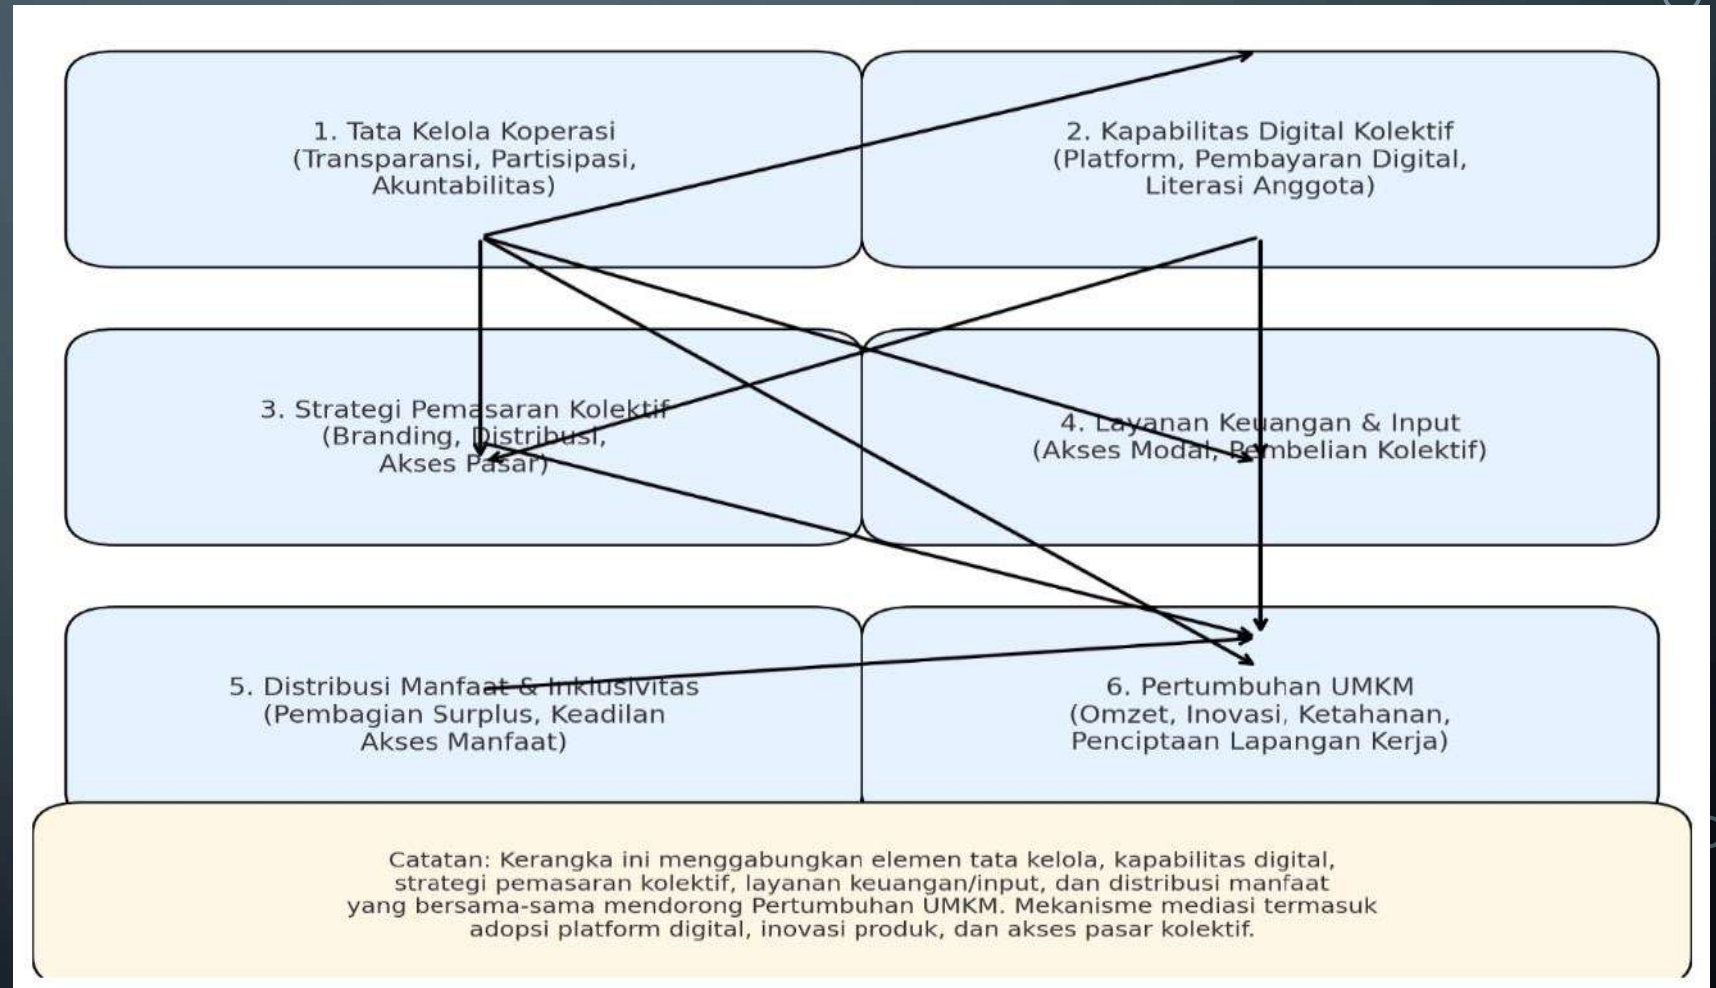 1. Tata Kelola Koperasi
(Transparansi, Partisipasi,
Akuntabilitas)
2. Kapabilitas Digital Kolektif
(Platform, Pembayaran Digital,
Literasi Anggota)
3. Strategi Pemasaran Kolektif
(Branding, Distribusi,
Akses Pasar)
4. Layanan Keuangan & Input
(Akses Modal, Pembelian Kolektif)
5. Distribusi Manfaat & Inklusivitas
(Pembagian Surplus, Keadilan
Akses Manfaat)
6. Pertumbuhan UMKM
(Omzet, Inovasi, Ketahanan,
Penciptaan Lapangan Kerja)
Catatan: Kerangka ini menggabungkan elemen tata kelola, kapabilitas digital,
strategi pemasaran kolektif, layanan keuangan/input, dan distribusi manfaat
yang bersama-sama mendorong Pertumbuhan UMKM. Mekanisme mediasi termasuk
adopsi platform digital, inovasi produk, dan akses pasar kolektif.